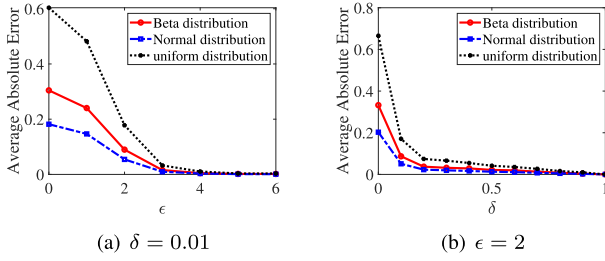 0.6
0.4
0.2
0
Average Absolute Error
Beta distribution
Normal distribution
uniform distribution
0 2 4 6
ϵ
(a) δ = 0.01
0.8
0.6
0.4
0.2
0
Average Absolute Error
Beta distribution
Normal distribution
uniform distribution
0 0.5 1
δ
(b) ϵ = 2